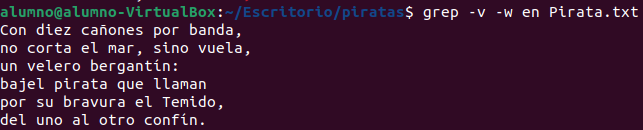 alumno@alumno-VirtualBox:~/Escritorio/piratas$ grep -v -w en Pirata.txt
Con diez cañones por banda,
no corta el mar, sino vuela,
un velero bergantín:
bajel pirata que llaman
por su bravura el Temido,
del uno al otro confín.